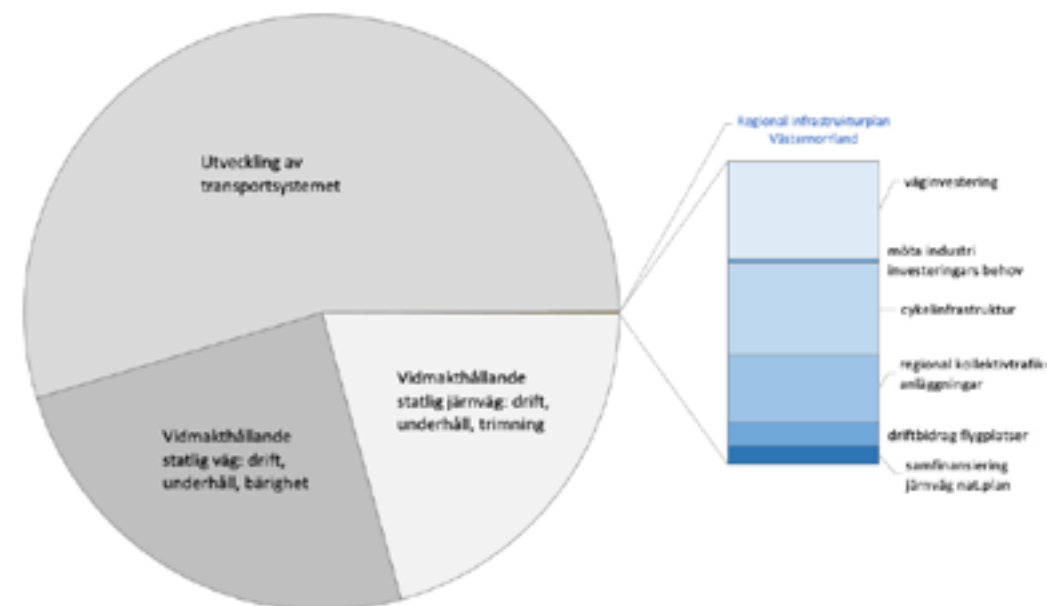 Utveckling av
transportsystemet
Vidmakthållande
statlig järnväg: drift,
underhåll, trimning
Vidmakthållande
statlig väg: drift,
underhåll, bärighet
Regional infrastrukturplan
Västernorrland
väginvestering
möta industri
investeringars behov
cykelinfrastruktur
regional kollektivtrafik-
anläggningar
driftbidrag flygplatser
samfinansiering
järnväg nat.plan